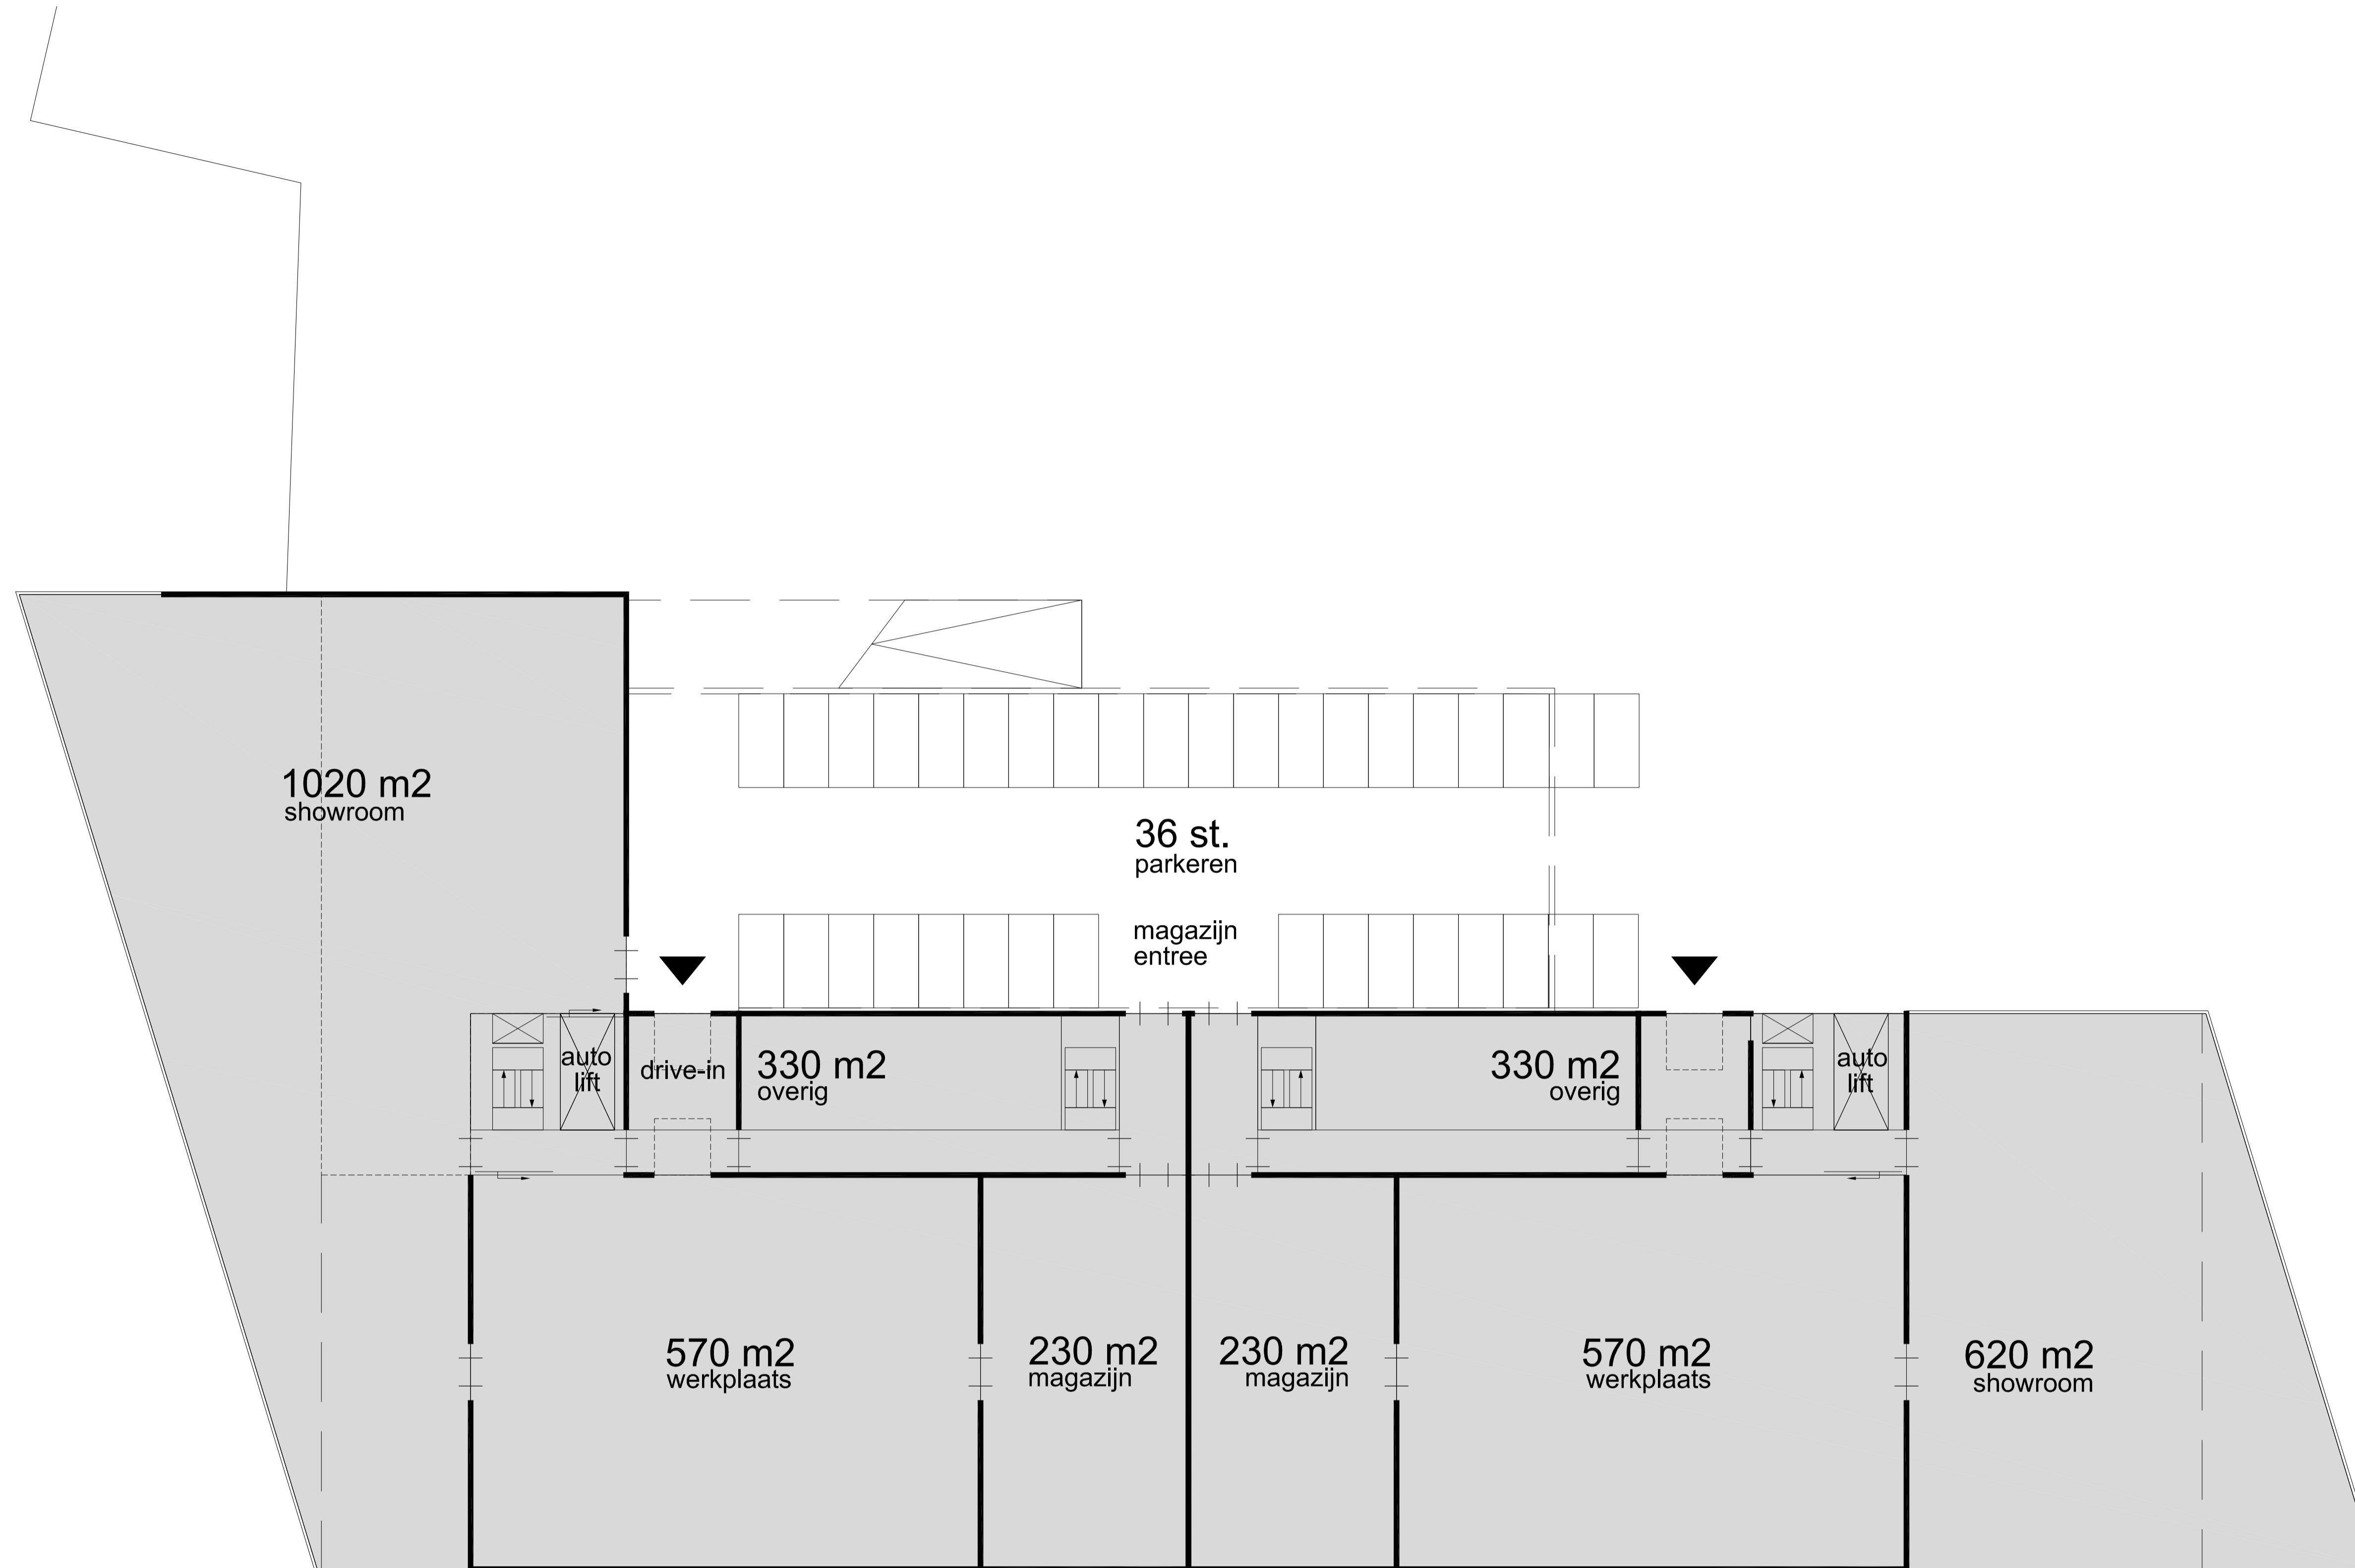 1020 m2
showroom
36 st.
parkeren
magazijn
entree
auto
lift
drive-in
330 m2
overig
330 m2
overig
auto
lift
570 m2
werkplaats
230 m2
magazijn
230 m2
magazijn
570 m2
werkplaats
620 m2
showroom